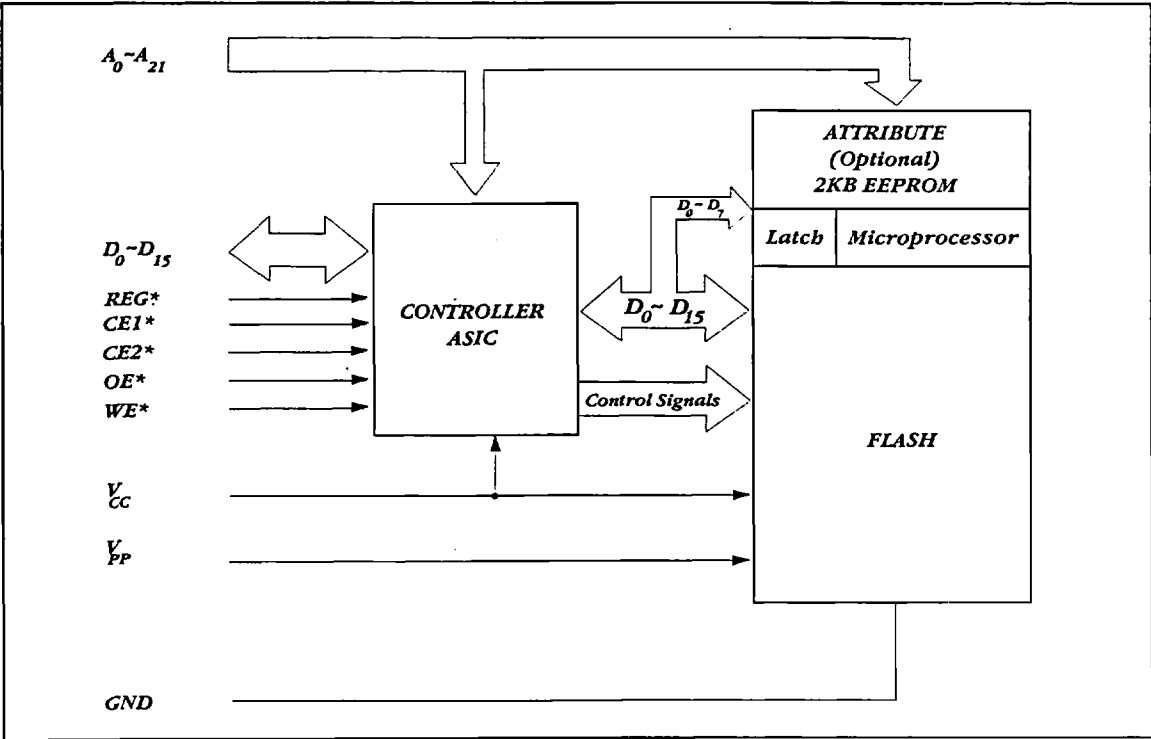 A0~A21
ATTRIBUTE
(Optional)
2KB EEPROM
D0~D7
Latch
Microprocessor
D0~D15
REG*
CE1*
CE2*
OE*
WE*
CONTROLLER
ASIC
D0~D15
Control Signals
FLASH
VCC
VPP
GND